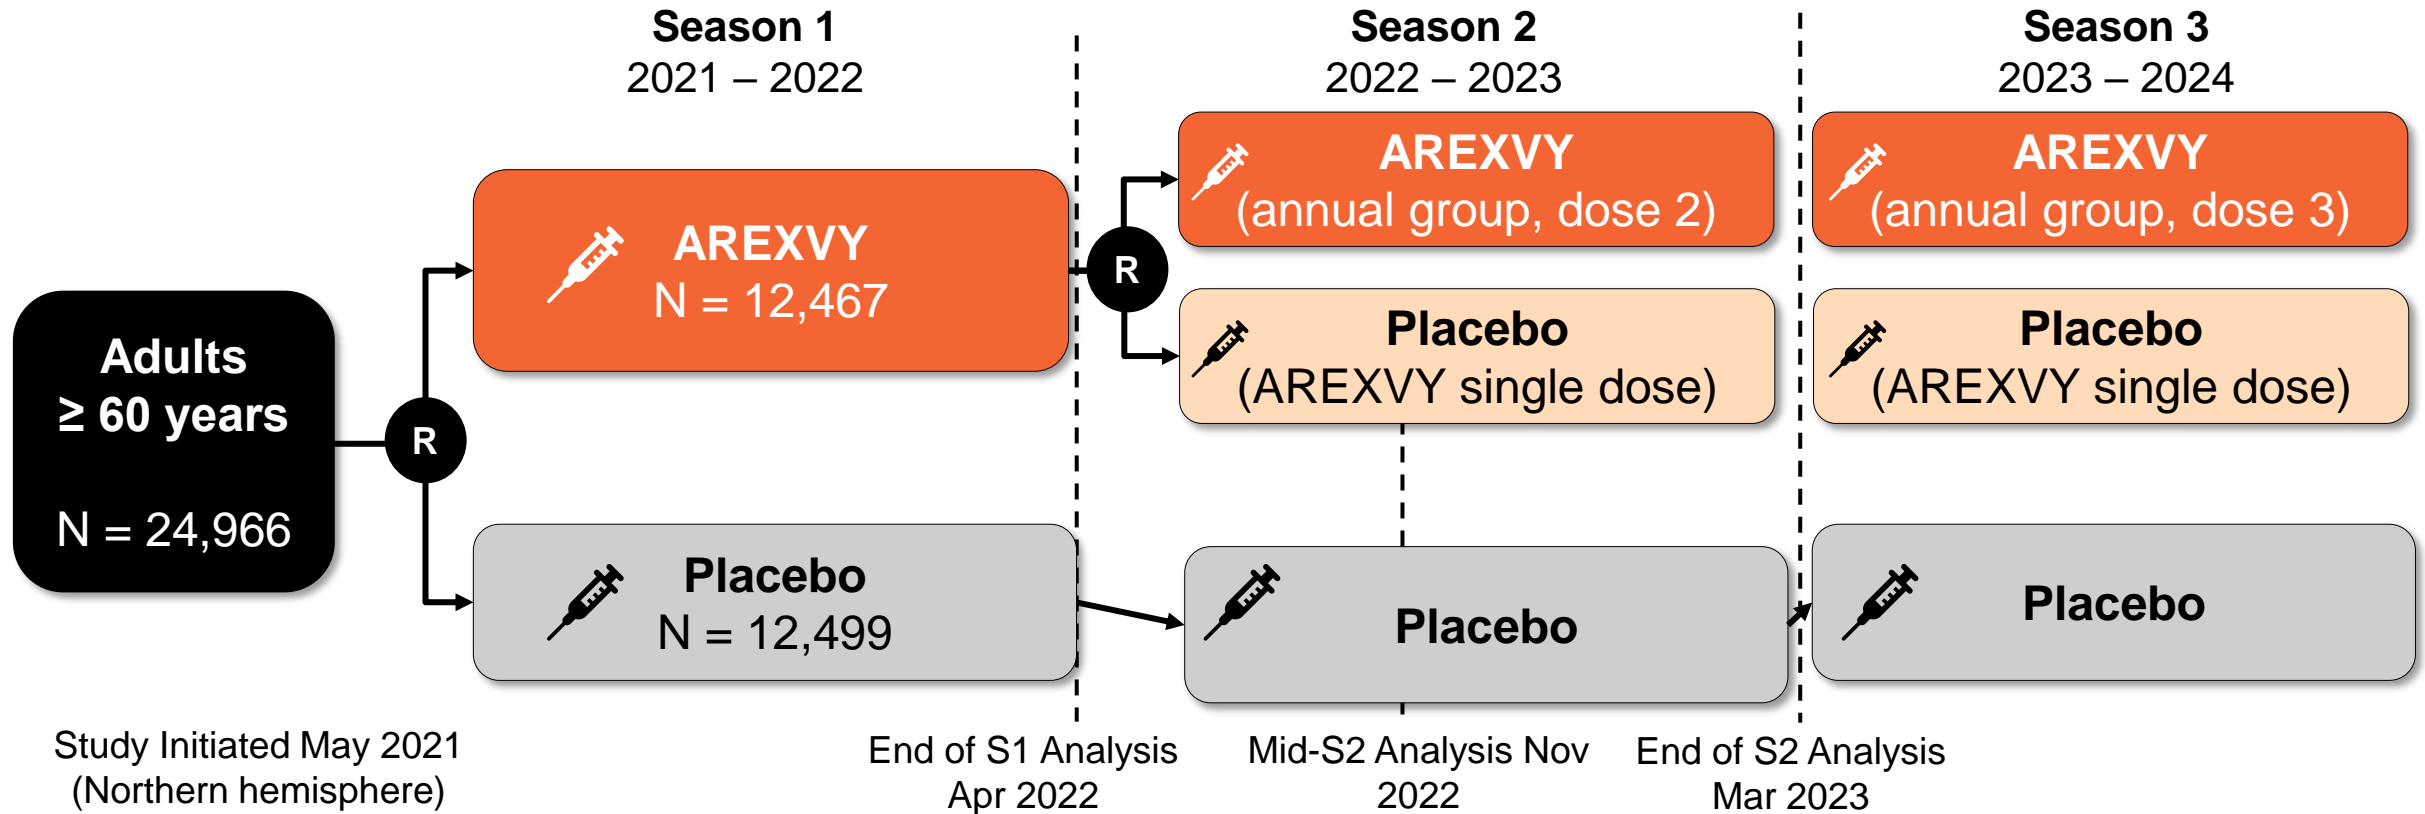 Season 1
2021 – 2022
Season 2
2022 – 2023
Season 3
2023 – 2024
Adults
≥ 60 years
N = 24,966
R
AREXVY
N = 12,467
Placebo
N = 12,499
R
AREXVY
(annual group, dose 2)
Placebo
(AREXVY single dose)
Placebo
AREXVY
(annual group, dose 3)
Placebo
(AREXVY single dose)
Placebo
Study Initiated May 2021
(Northern hemisphere)
End of S1 Analysis
Apr 2022
Mid-S2 Analysis Nov
2022
End of S2 Analysis
Mar 2023